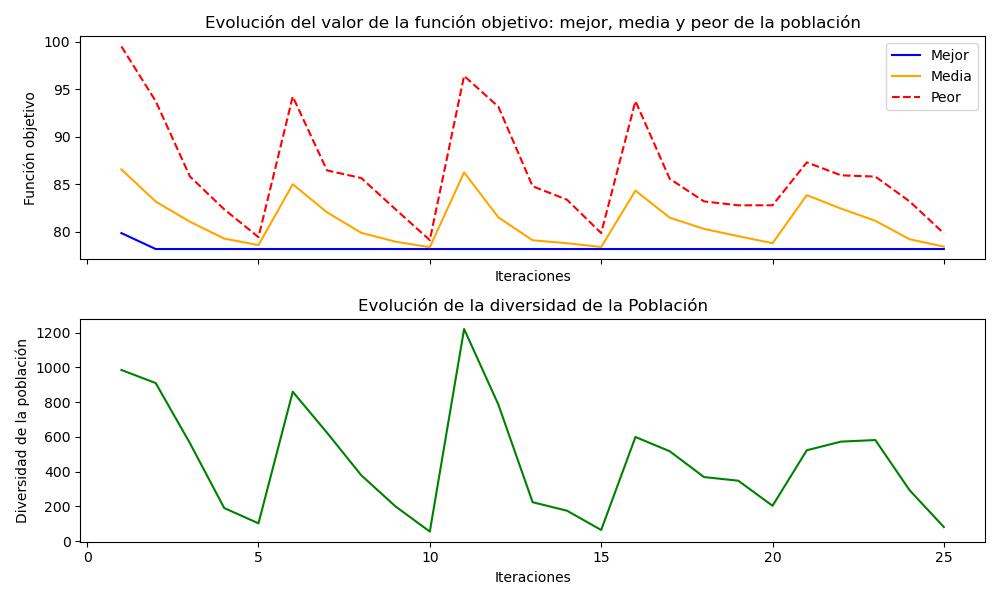 Evolución del valor de la función objetivo: mejor, media y peor de la población
100
95
90
85
80
Función objetivo
Mejor
Media
Peor
Iteraciones
Evolución de la diversidad de la Población
1200
1000
800
600
400
200
0
Diversidad de la población
0 5 10 15 20 25
Iteraciones